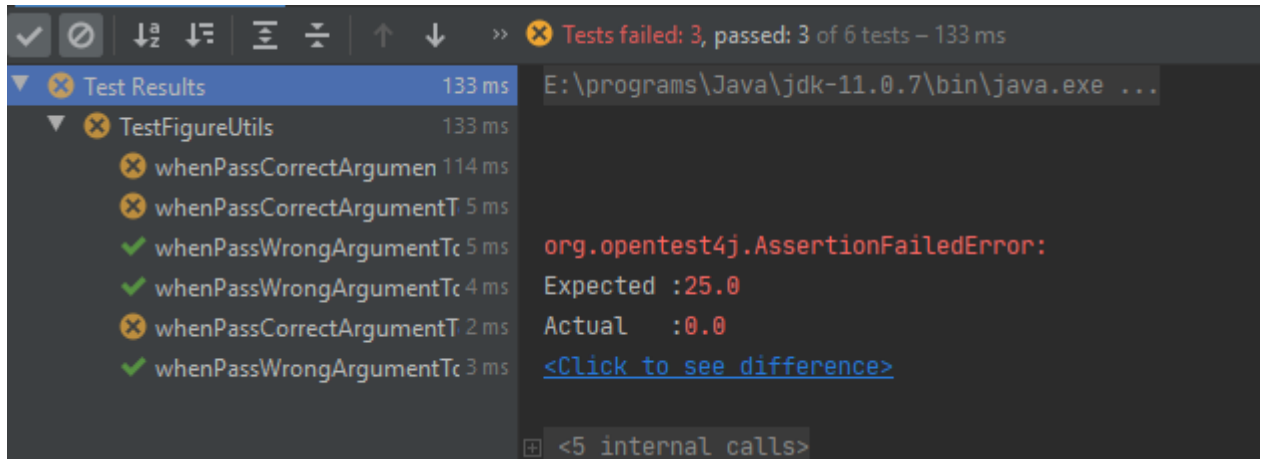 Tests failed: 3, passed: 3 of 6 tests – 133 ms
Test Results 133 ms
TestFigureUtils 133 ms
whenPassCorrectArgumen 114 ms
whenPassCorrectArgumentT 5 ms
whenPassWrongArgumentTo 5 ms
whenPassWrongArgumentTo 4 ms
whenPassCorrectArgumentT 2 ms
whenPassWrongArgumentTo 3 ms
E:\programs\Java\jdk-11.0.7\bin\java.exe ...
org.opentest4j.AssertionFailedError:
Expected :25.0
Actual :0.0
<Click to see difference>
<5 internal calls>